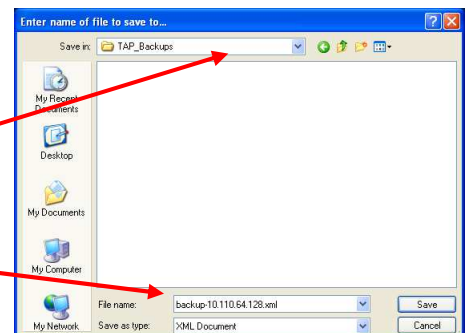 Enter name of file to save to...
Save in:
TAP_Backups
My Recent
Documents
Desktop
My Documents
My Computer
My Network
File name:
backup-10.110.64.128.xml
Save
Save as type:
XML Document
Cancel